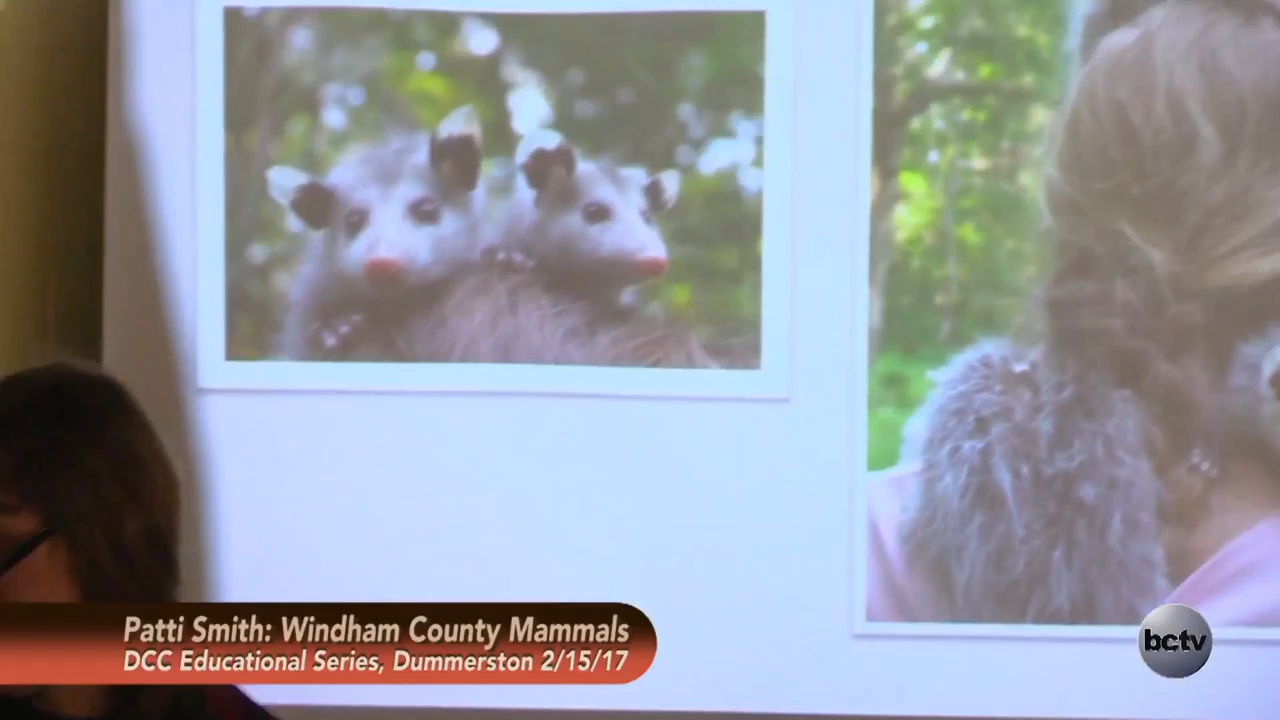 Patti Smith: Windham County Mammals
DCC Educational Series, Dummerston 2/15/17
bctv